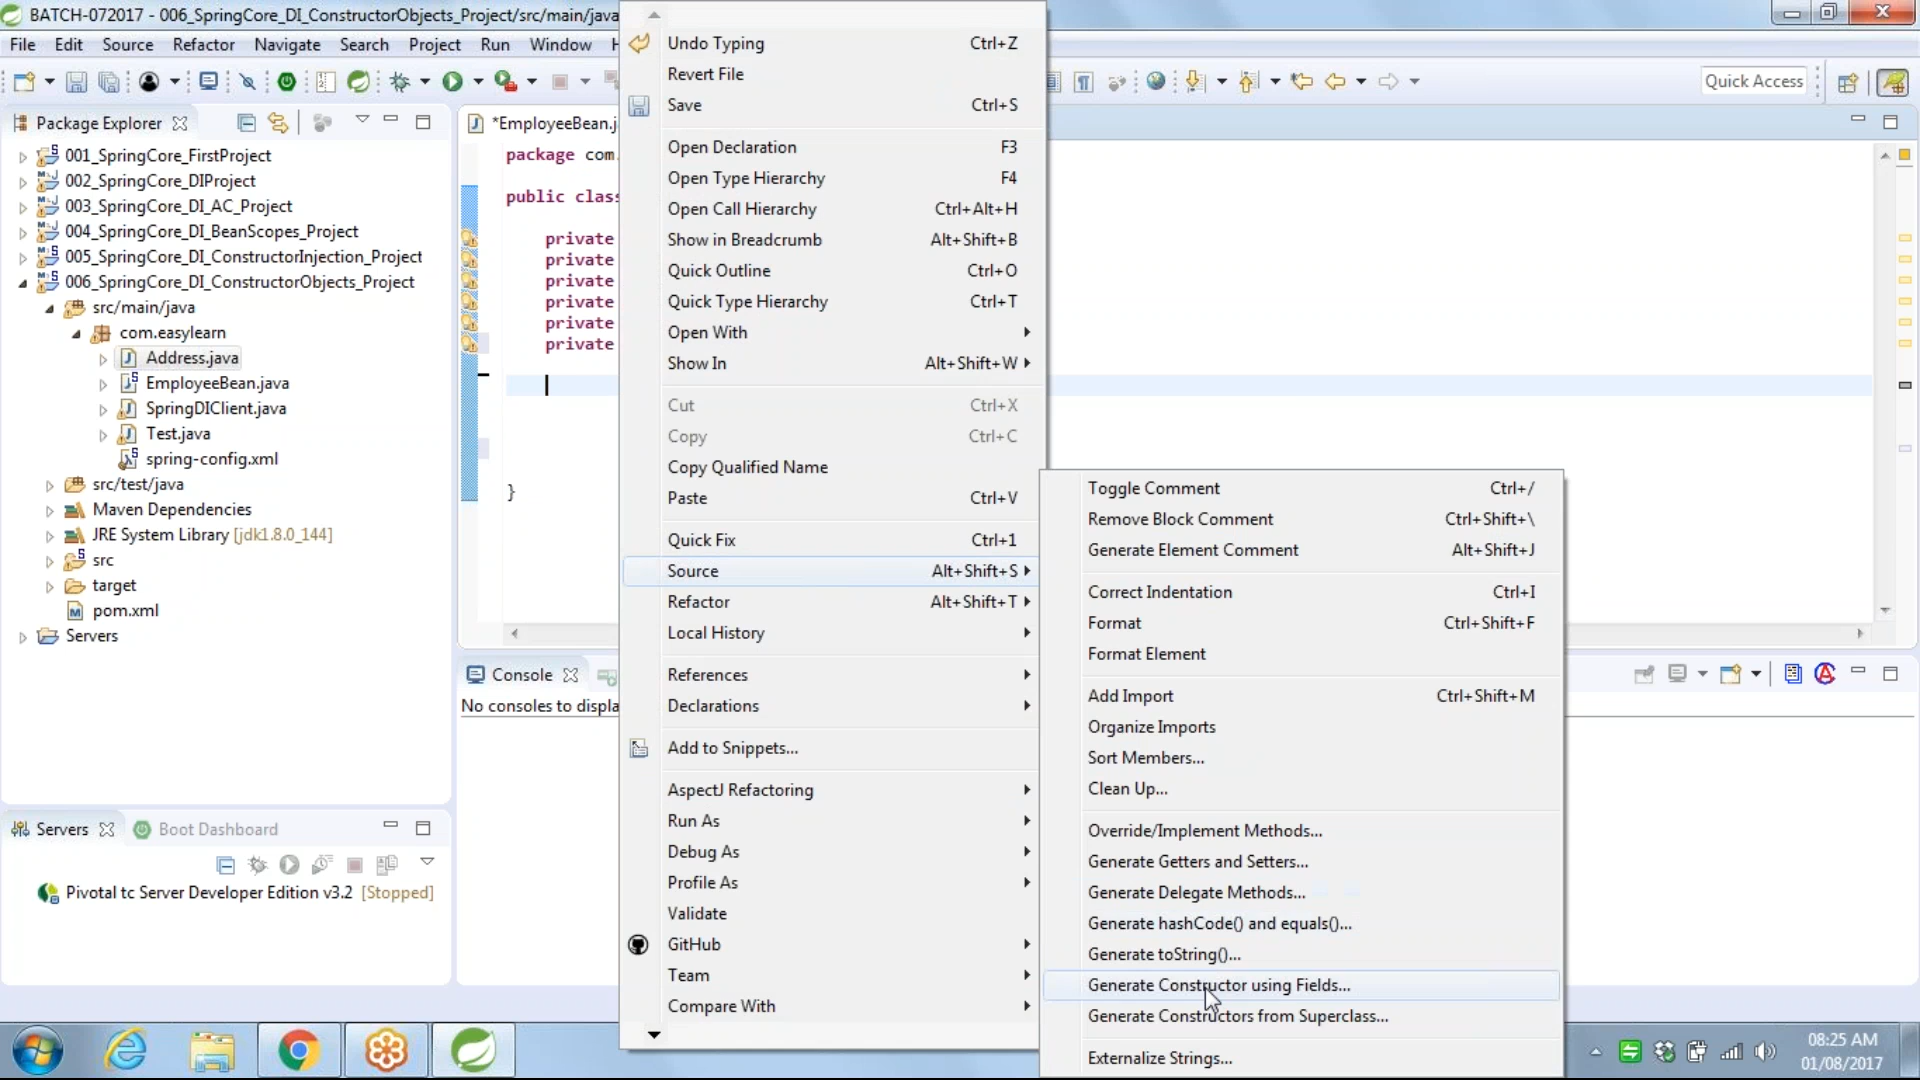 BATCH-072017 - 006_SpringCore_DI_ConstructorObjects_Project/src/main/java
File Edit Source Refactor Navigate Search Project Run Window
Quick Access
Package Explorer
001_SpringCore_FirstProject
002_SpringCore_DIProject
003_SpringCore_DI_AC_Project
004_SpringCore_DI_BeanScopes_Project
005_SpringCore_DI_ConstructorInjection_Project
006_SpringCore_DI_ConstructorObjects_Project
src/main/java
com.easylearn
Address.java
EmployeeBean.java
SpringDIClient.java
Test.java
spring-config.xml
src/test/java
Maven Dependencies
JRE System Library [jdk1.8.0_144]
src
target
pom.xml
Servers
Servers Boot Dashboard
Pivotal tc Server Developer Edition v3.2 [Stopped]
*EmployeeBean.j
package com.
public class
private
private
private
private
private
private
}
Console
No consoles to displa
Undo Typing Ctrl+Z
Revert File
Save Ctrl+S
Open Declaration F3
Open Type Hierarchy F4
Open Call Hierarchy Ctrl+Alt+H
Show in Breadcrumb Alt+Shift+B
Quick Outline Ctrl+O
Quick Type Hierarchy Ctrl+T
Open With
Show In Alt+Shift+W
Cut Ctrl+X
Copy Ctrl+C
Copy Qualified Name
Paste Ctrl+V
Quick Fix Ctrl+1
Source Alt+Shift+S
Refactor Alt+Shift+T
Local History
References
Declarations
Add to Snippets...
AspectJ Refactoring
Run As
Debug As
Profile As
Validate
GitHub
Team
Compare With
Toggle Comment Ctrl+/
Remove Block Comment Ctrl+Shift+\
Generate Element Comment Alt+Shift+J
Correct Indentation Ctrl+I
Format Ctrl+Shift+F
Format Element
Add Import Ctrl+Shift+M
Organize Imports
Sort Members...
Clean Up...
Override/Implement Methods...
Generate Getters and Setters...
Generate Delegate Methods...
Generate hashCode() and equals()...
Generate toString()...
Generate Constructor using Fields...
Generate Constructors from Superclass...
Externalize Strings...
08:25 AM
01/08/2017